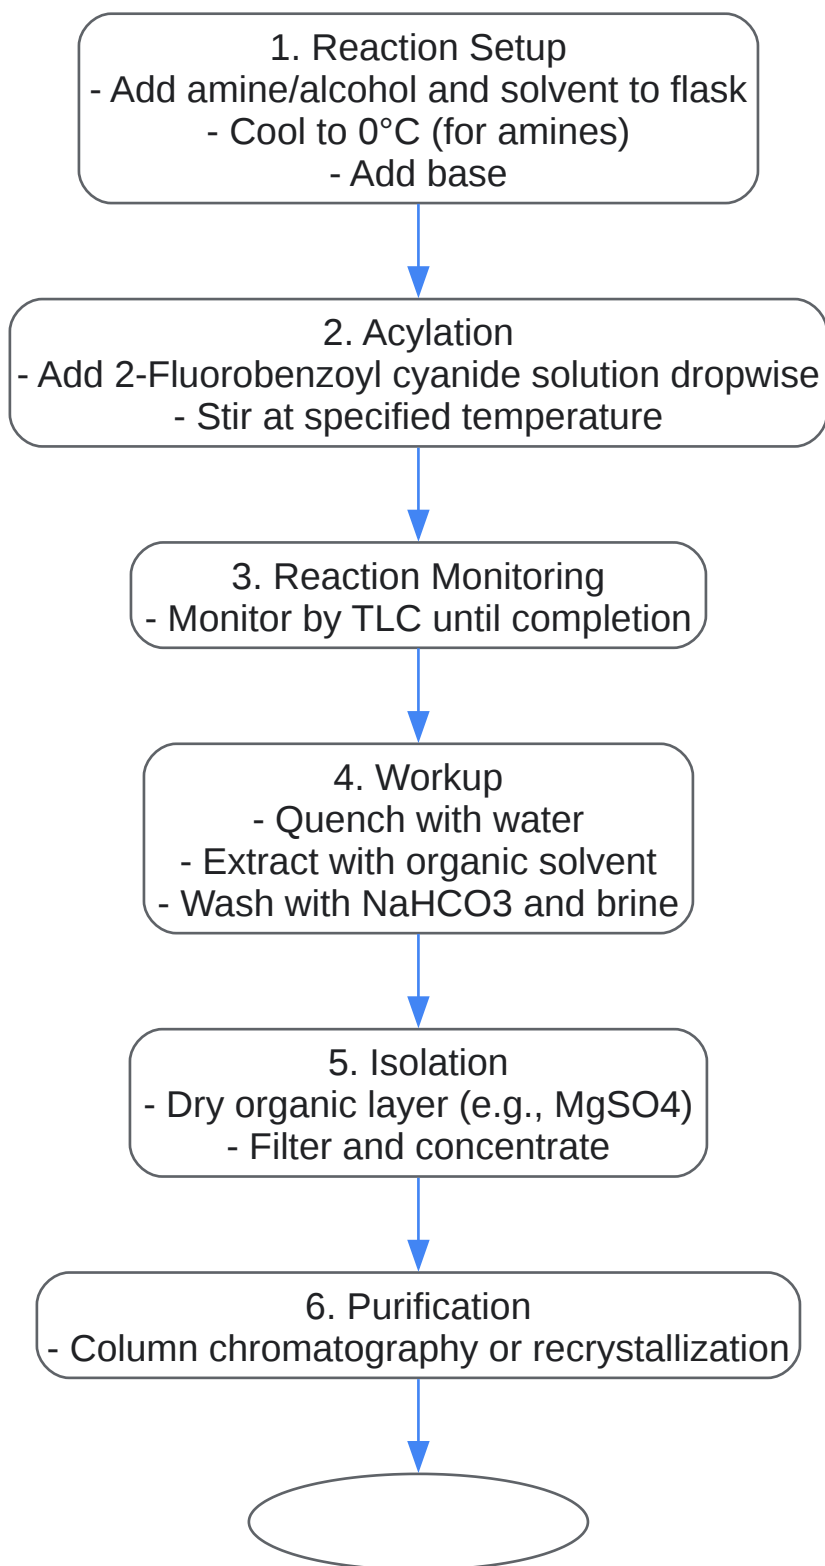 1. Reaction Setup
- Add amine/alcohol and solvent to flask
- Cool to 0°C (for amines)
- Add base
2. Acylation
- Add 2-Fluorobenzoyl cyanide solution dropwise
- Stir at specified temperature
3. Reaction Monitoring
- Monitor by TLC until completion
4. Workup
- Quench with water
- Extract with organic solvent
- Wash with NaHCO3 and brine
5. Isolation
- Dry organic layer (e.g., MgSO4)
- Filter and concentrate
6. Purification
- Column chromatography or recrystallization